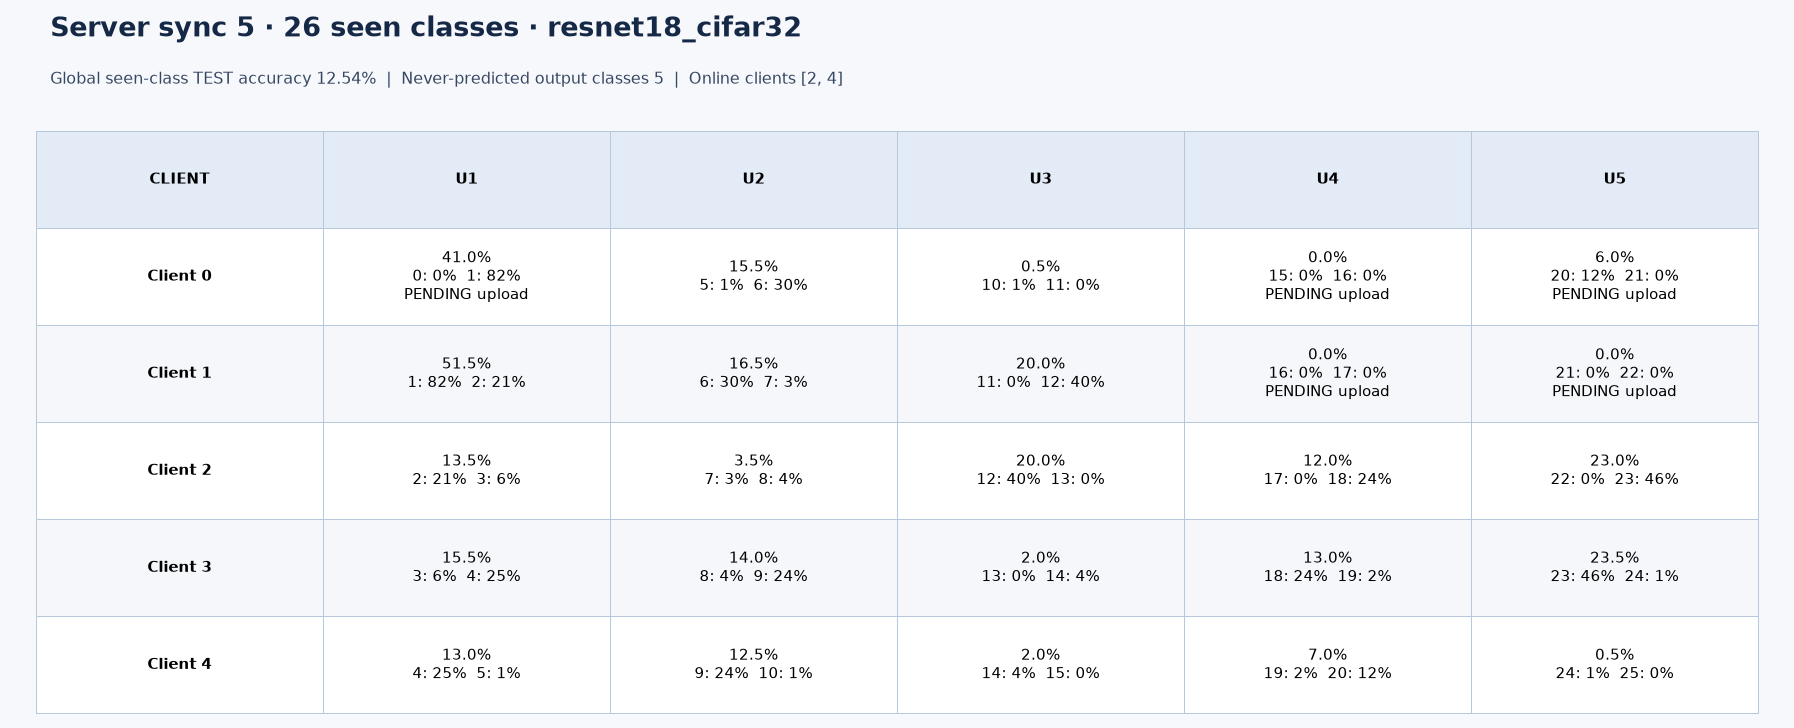 Server sync 5 · 26 seen classes · resnet18_cifar32
Global seen-class TEST accuracy 12.54% | Never-predicted output classes 5 | Online clients [2, 4]
CLIENT U1 U2 U3 U4 U5
Client 0
41.0%
0: 0% 1: 82%
PENDING upload
15.5%
5: 1% 6: 30%
0.5%
10: 1% 11: 0%
0.0%
15: 0% 16: 0%
PENDING upload
6.0%
20: 12% 21: 0%
PENDING upload
Client 1
51.5%
1: 82% 2: 21%
16.5%
6: 30% 7: 3%
20.0%
11: 0% 12: 40%
0.0%
16: 0% 17: 0%
PENDING upload
0.0%
21: 0% 22: 0%
PENDING upload
Client 2
13.5%
2: 21% 3: 6%
3.5%
7: 3% 8: 4%
20.0%
12: 40% 13: 0%
12.0%
17: 0% 18: 24%
23.0%
22: 0% 23: 46%
Client 3
15.5%
3: 6% 4: 25%
14.0%
8: 4% 9: 24%
2.0%
13: 0% 14: 4%
13.0%
18: 24% 19: 2%
23.5%
23: 46% 24: 1%
Client 4
13.0%
4: 25% 5: 1%
12.5%
9: 24% 10: 1%
2.0%
14: 4% 15: 0%
7.0%
19: 2% 20: 12%
0.5%
24: 1% 25: 0%